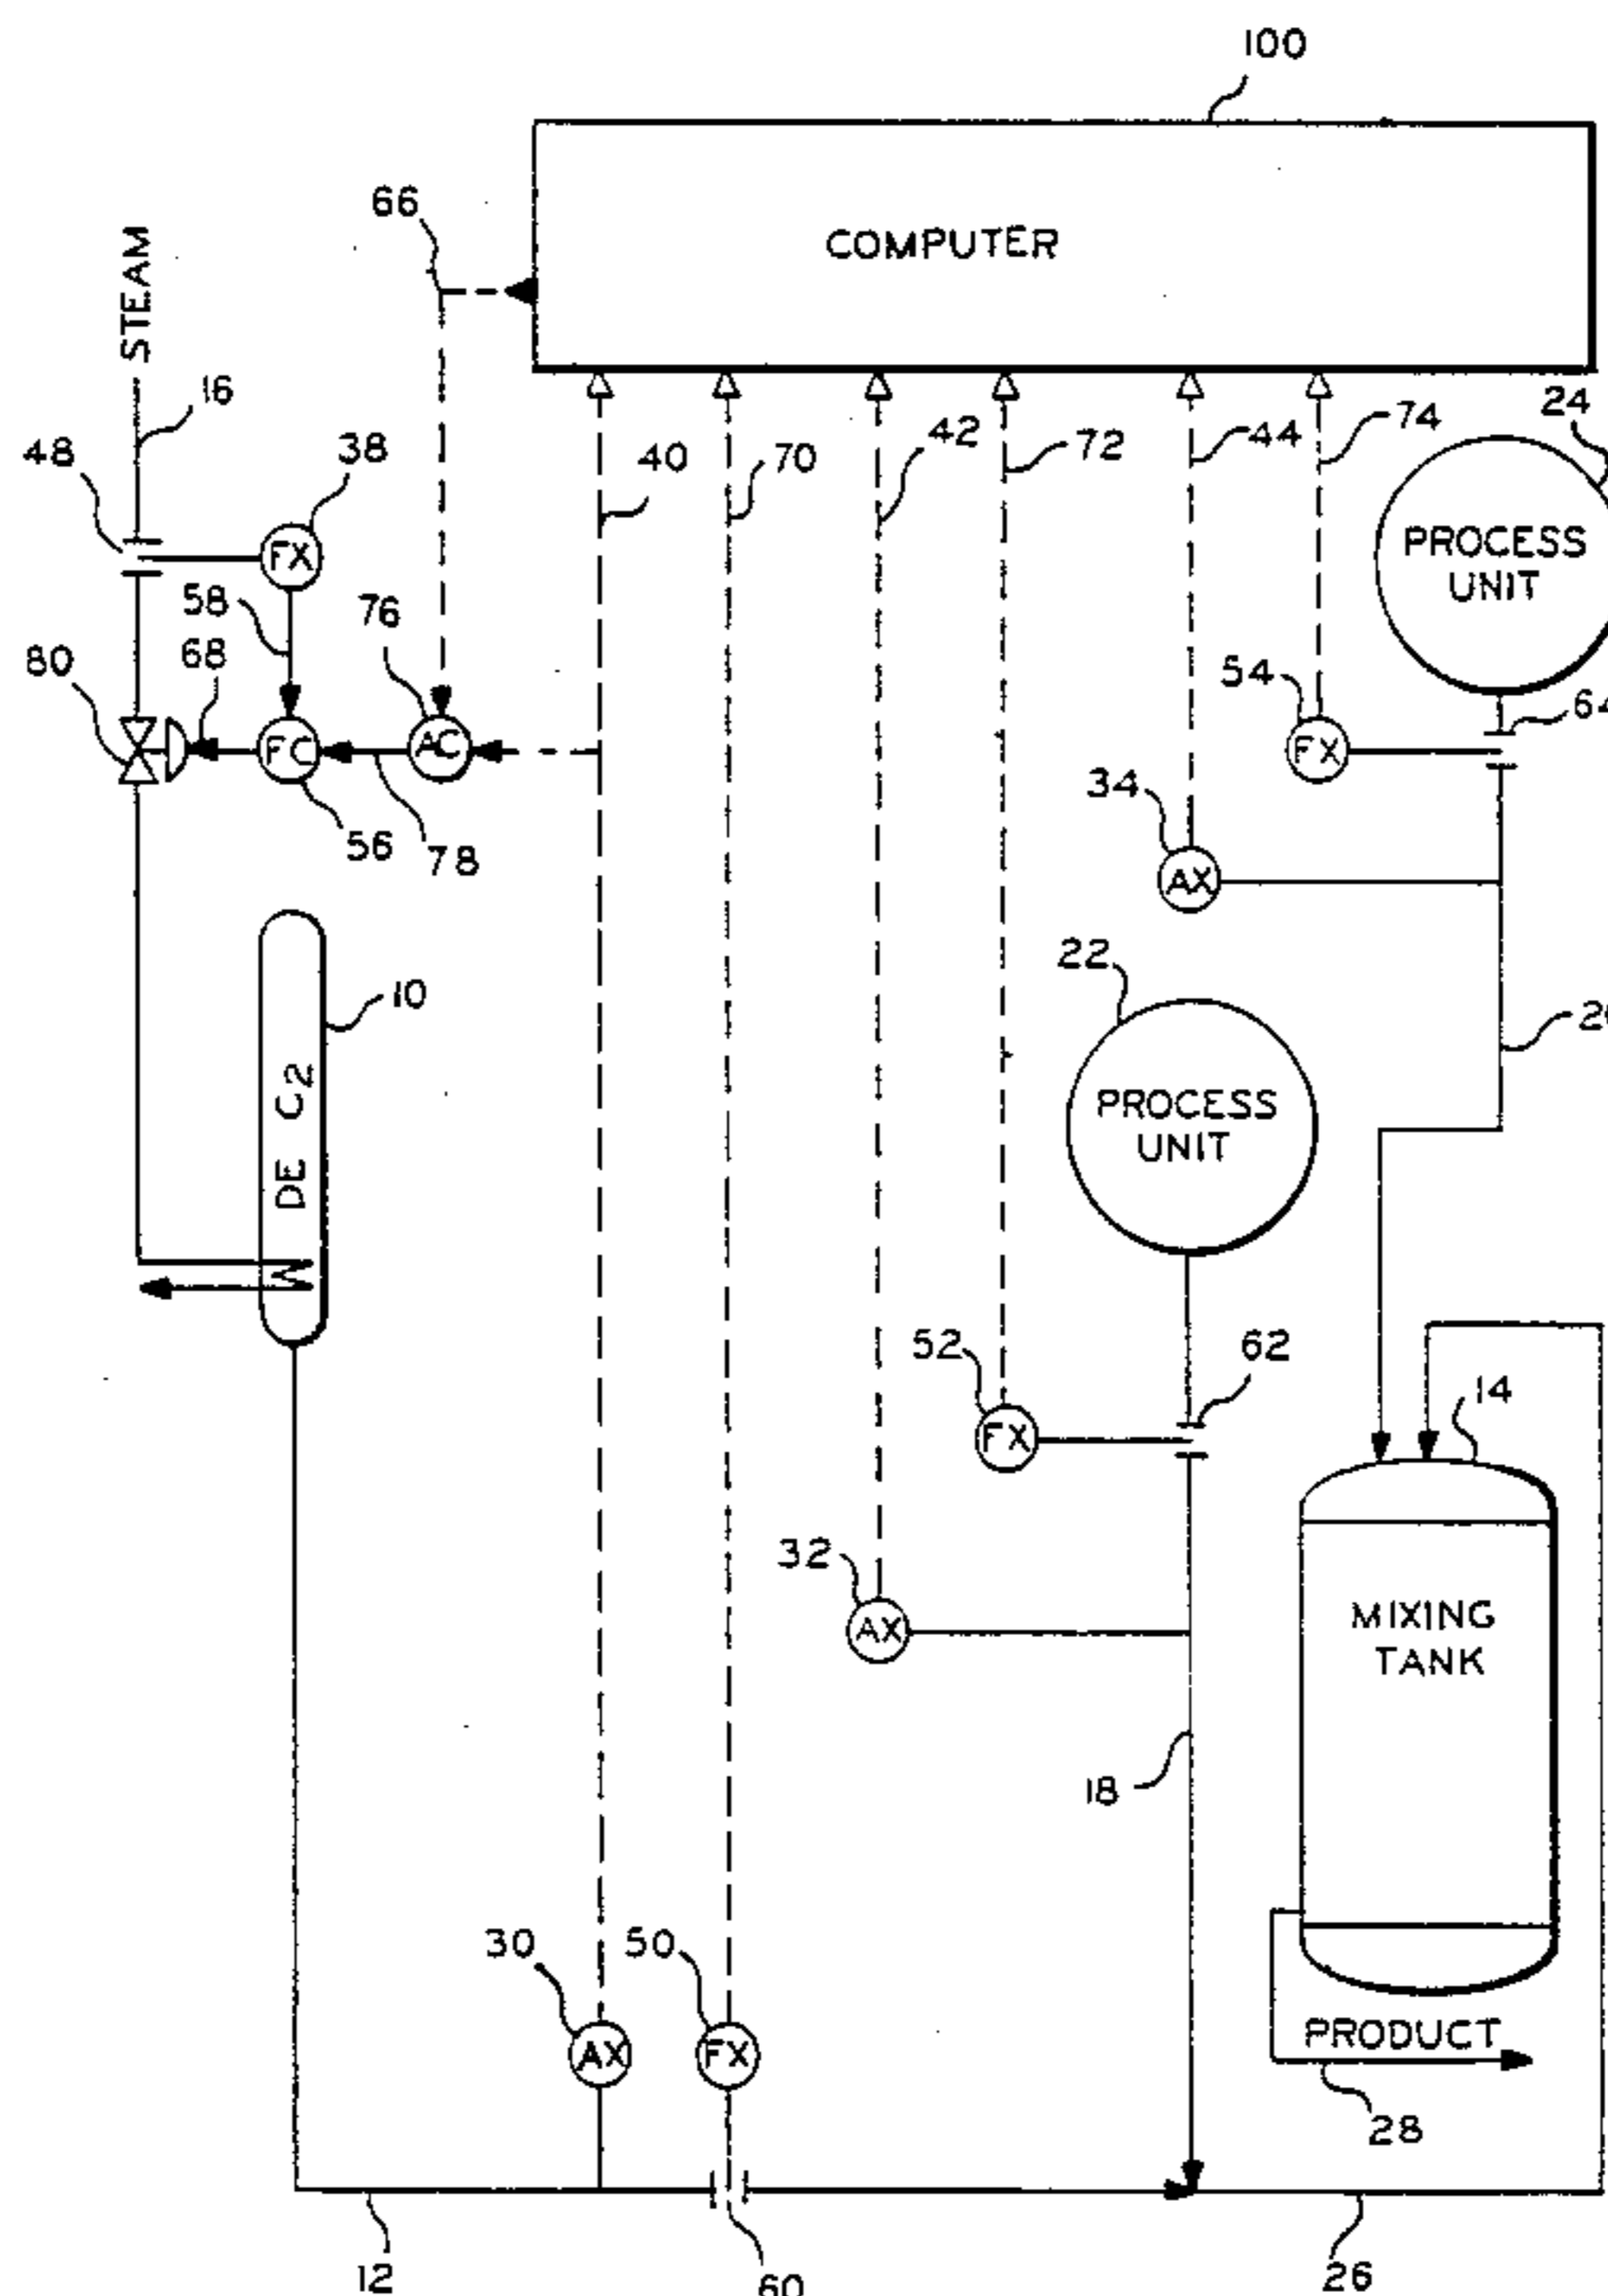 100
66
COMPUTER
STEAM
16
24
48
38
40
70
42
72
44
74
FX
PROCESS
UNIT
58
76
80
68
54
64
FC
AC
FX
34
56
78
AX
22
10
PROCESS
UNIT
DE C2
52
62
14
FX
32
AX
MIXING
TANK
18
30
50
AX
FX
PRODUCT
28
12
60
26